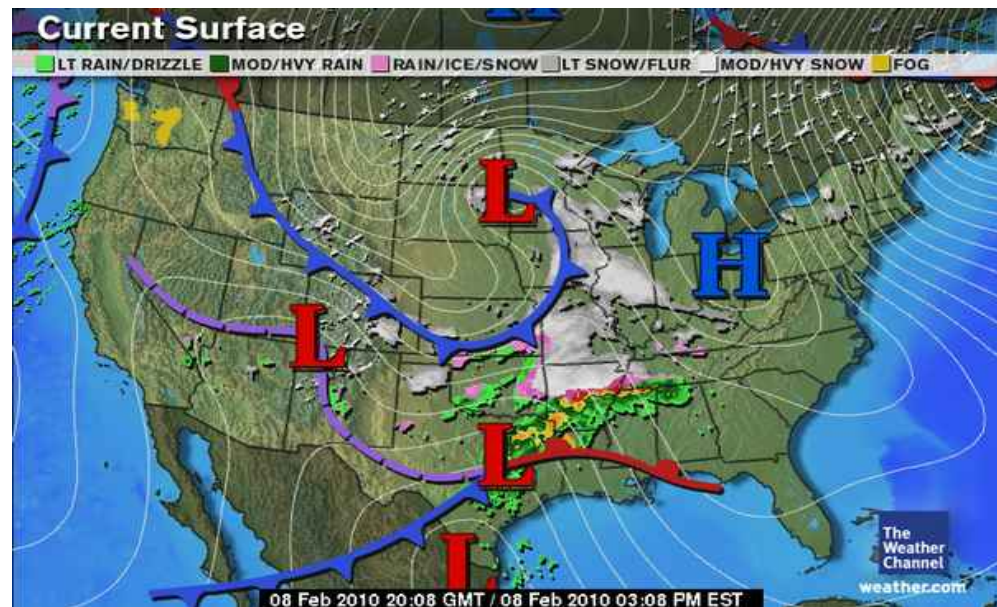 Current Surface
LT RAIN/DRIZZLE MOD/HVY RAIN RAIN/ICE/SNOW LT SNOW/FLUR MOD/HVY SNOW FOG
L
H
L
L
L
The
Weather
Channel
weather.com
08 Feb 2010 20:08 GMT / 08 Feb 2010 03:08 PM EST